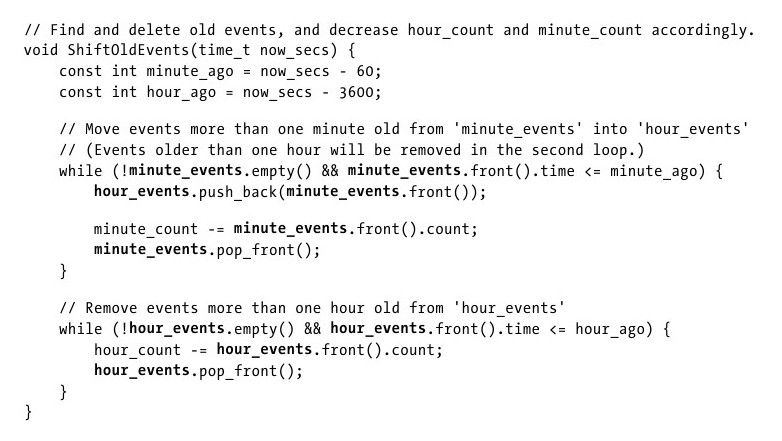 // Find and delete old events, and decrease hour_count and minute_count accordingly.
void ShiftOldEvents(time_t now_secs) {
    const int minute_ago = now_secs - 60;
    const int hour_ago = now_secs - 3600;

    // Move events more than one minute old from 'minute_events' into 'hour_events'
    // (Events older than one hour will be removed in the second loop.)
    while (!minute_events.empty() && minute_events.front().time <= minute_ago) {
        hour_events.push_back(minute_events.front());

        minute_count -= minute_events.front().count;
        minute_events.pop_front();
    }

    // Remove events more than one hour old from 'hour_events'
    while (!hour_events.empty() && hour_events.front().time <= hour_ago) {
        hour_count -= hour_events.front().count;
        hour_events.pop_front();
    }
}